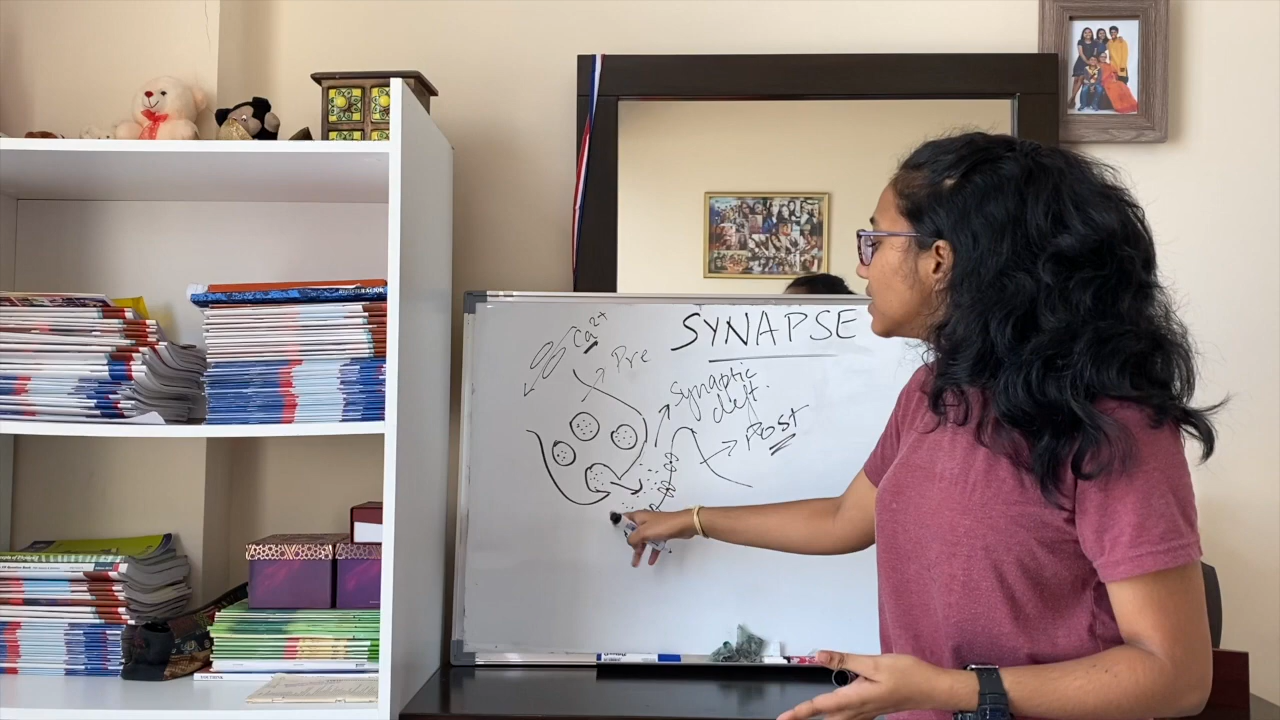 SYNAPSE
Ca²⁺
Pre
Synaptic
cleft.
Post